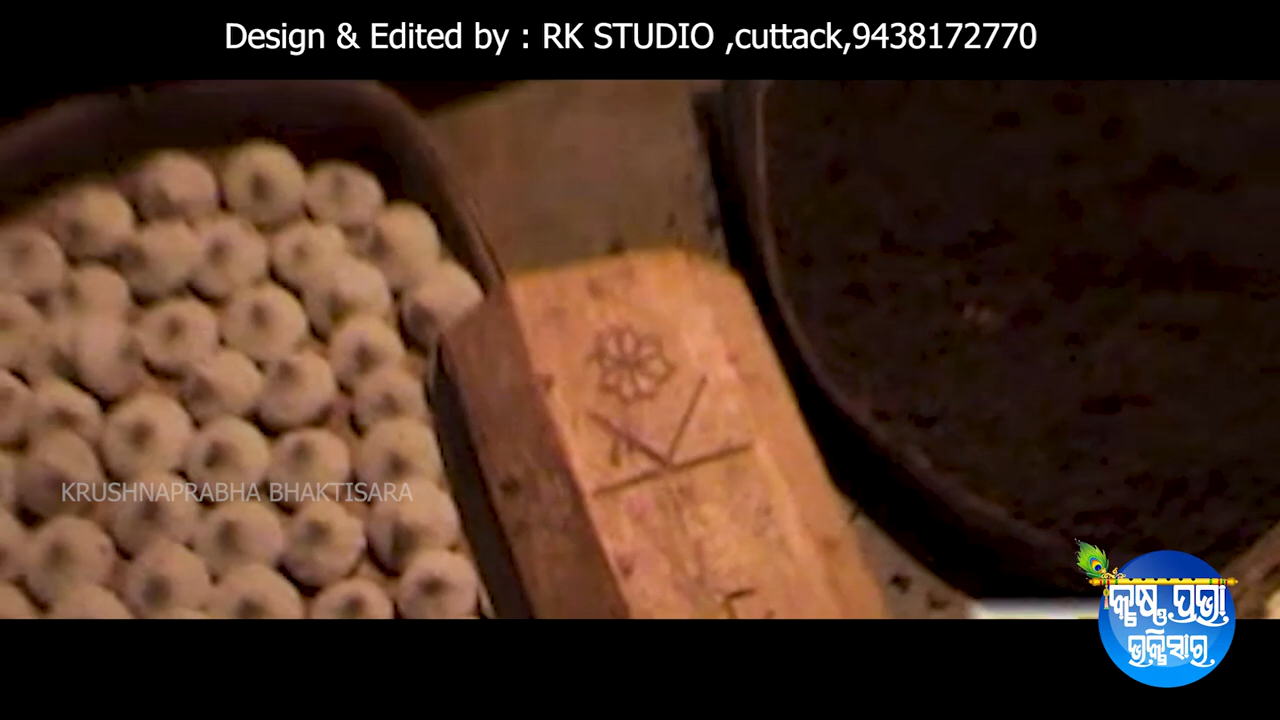 Design & Edited by : RK STUDIO ,cuttack,9438172770
KRUSHNAPRABHA BHAKTISARA
କୃଷ୍ଣ ପ୍ରଭା
ଭକ୍ତିସାର